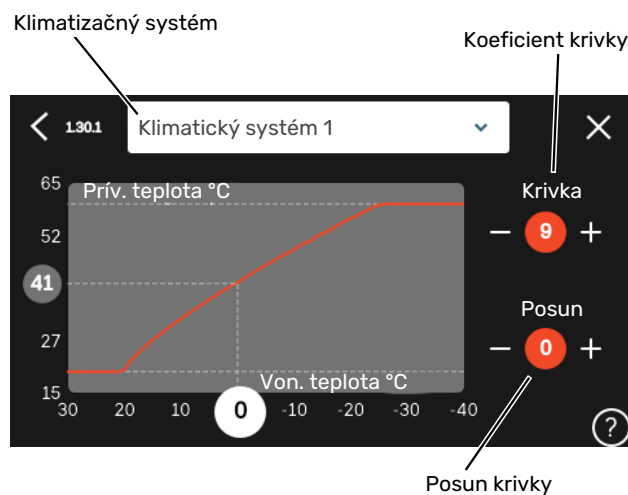 Klimatizačný systém
Koeficient krivky
1.30.1
Klimatický systém 1
65
Prív. teplota °C
Krivka
52
9
41
Posun
27
0
Von. teplota °C
15
30 20 10 0 -10 -20 -30 -40
?
Posun krivky